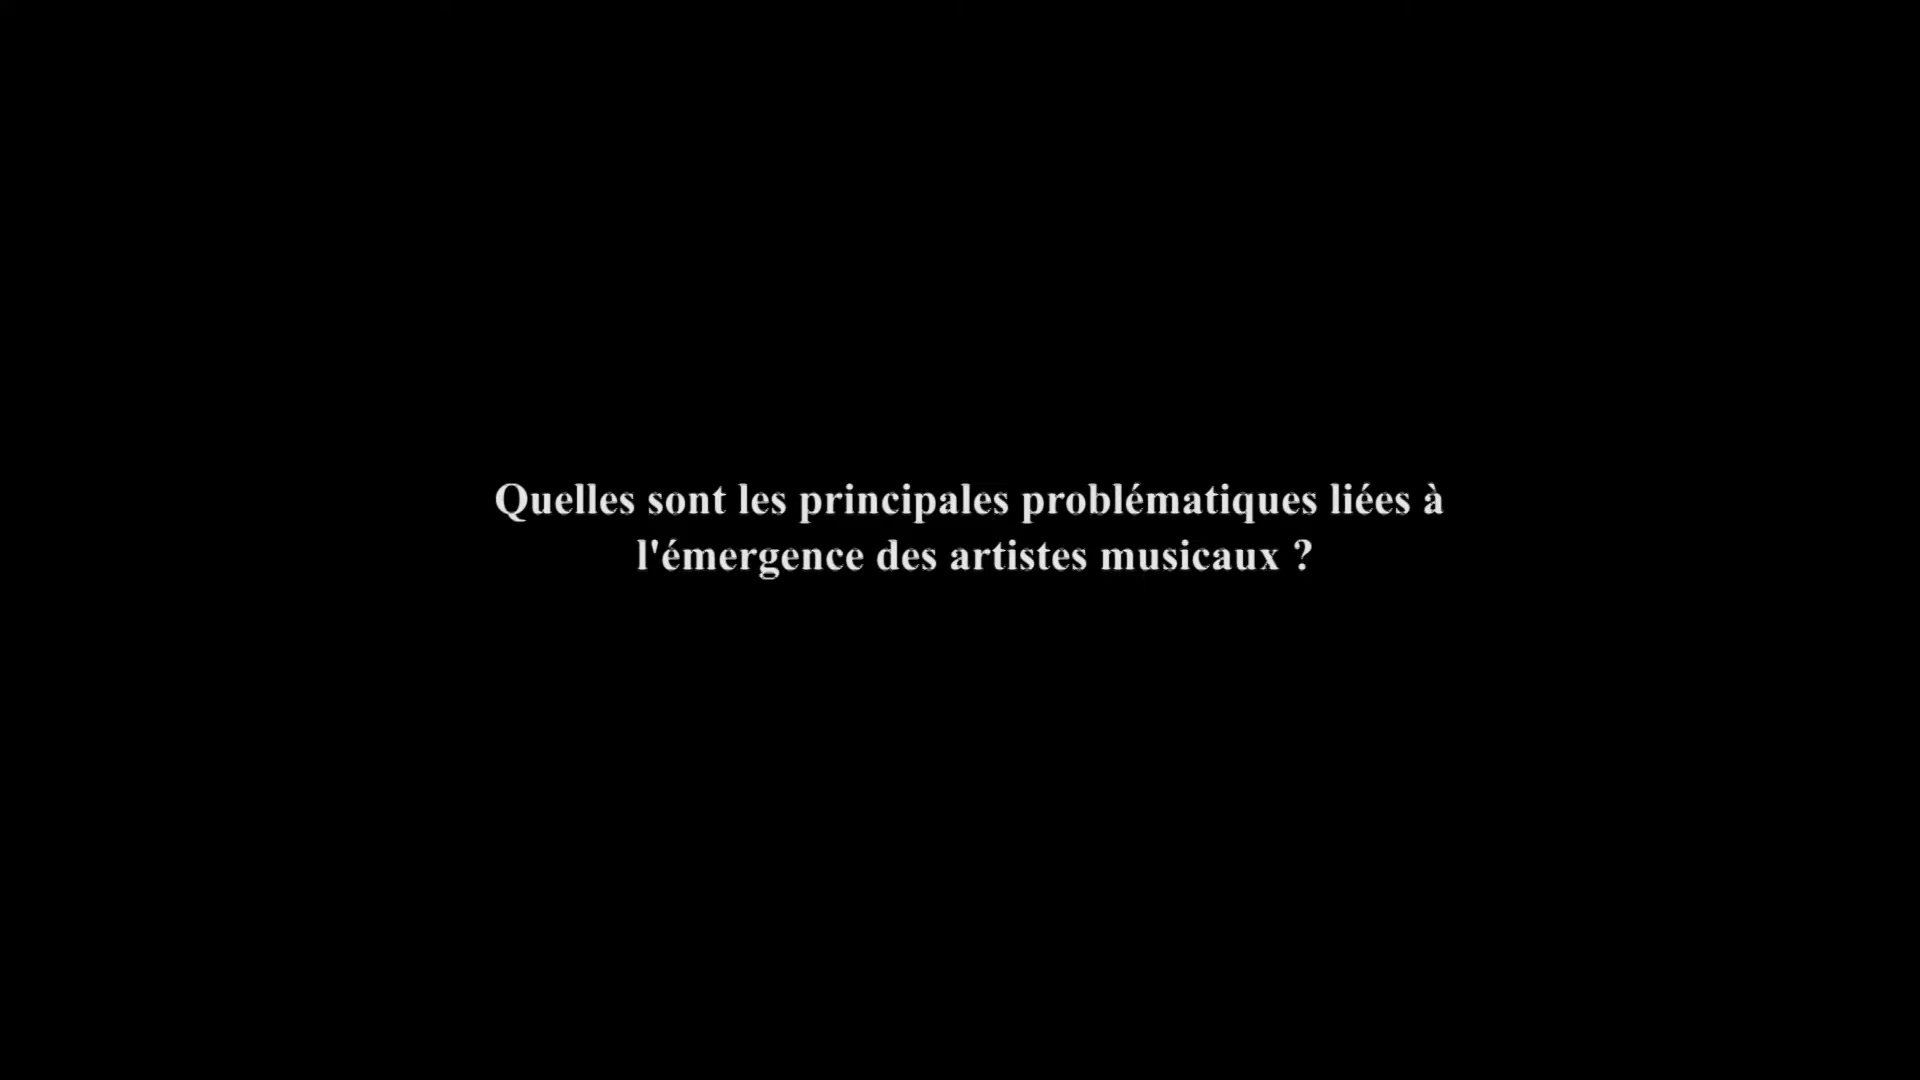 Quelles sont les principales problématiques liées à
l'émergence des artistes musicaux ?